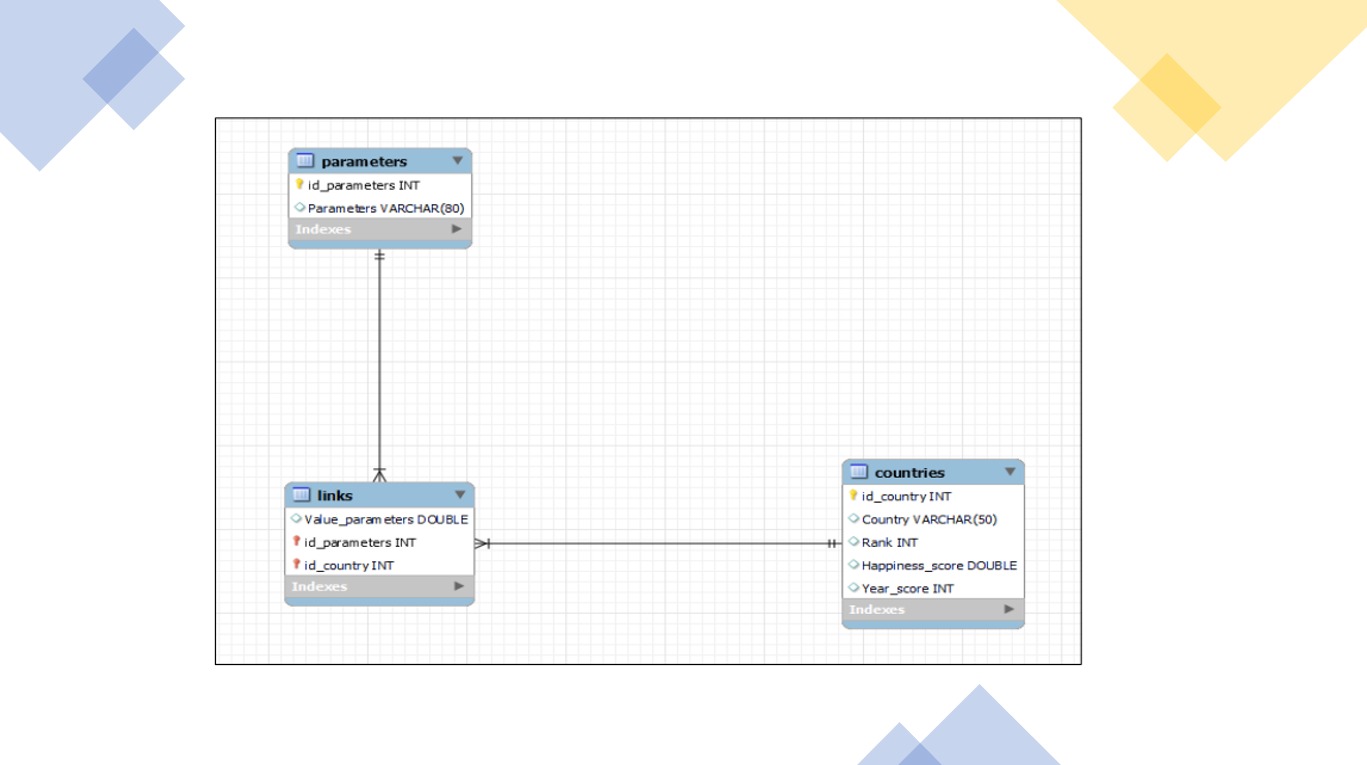 parameters
id_parameters INT
Parameters VARCHAR(80)
Indexes
links
Value_parameters DOUBLE
id_parameters INT
id_country INT
Indexes
countries
id_country INT
Country VARCHAR(50)
Rank INT
Happiness_score DOUBLE
Year_score INT
Indexes